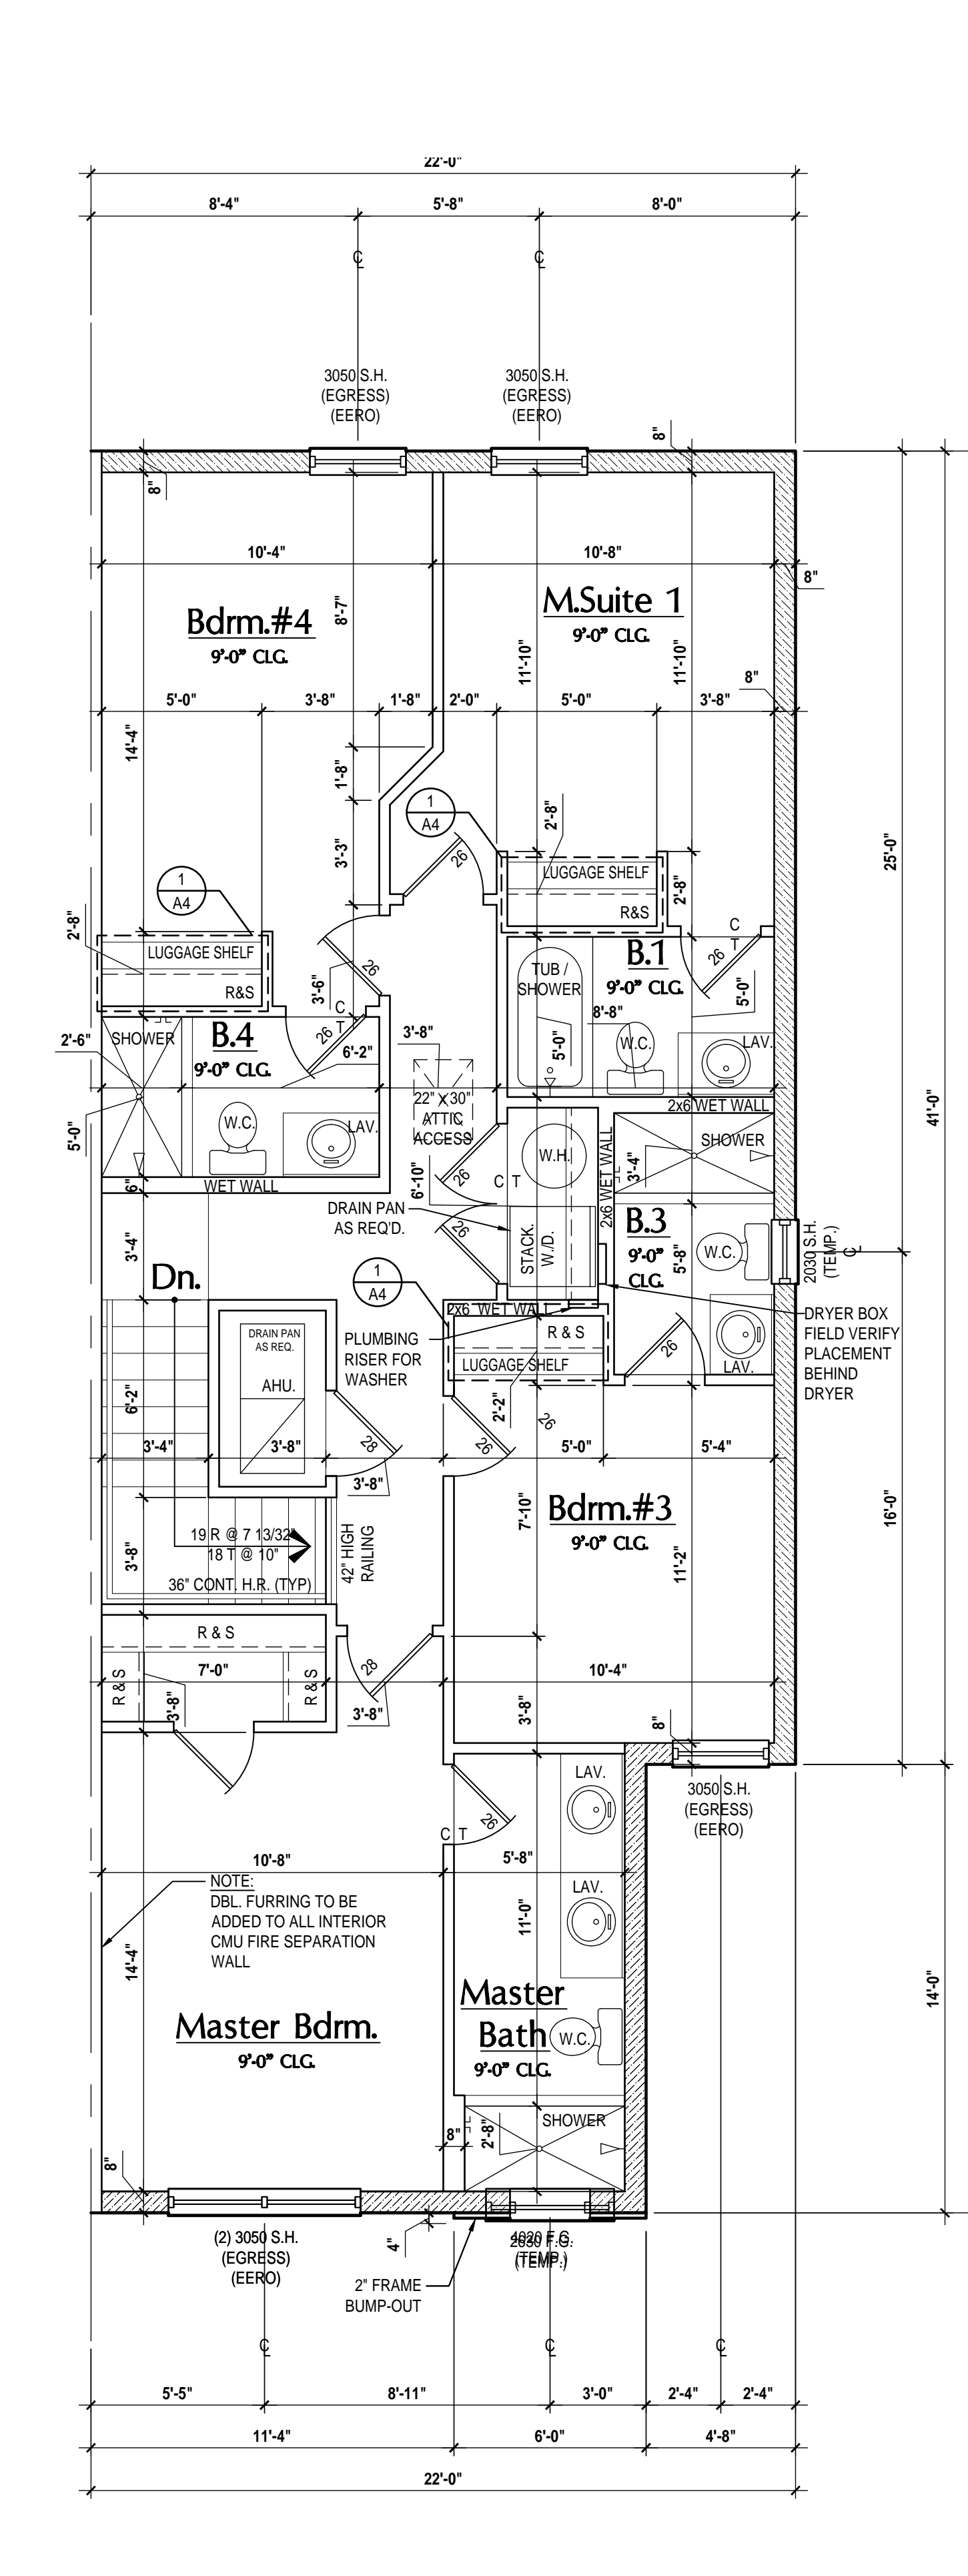 22'-0"
8'-4"
5'-8"
8'-0"
℄
℄
3050 S.H.
(EGRESS)
(EERO)
3050 S.H.
(EGRESS)
(EERO)
8"
8"
10'-4"
10'-8"
8"
Bdrm.#4
9'-0" CLG.
8'-7"
M.Suite 1
9'-0" CLG.
11'-10"
11'-10"
8"
5'-0"
3'-8"
1'-8"
2'-0"
5'-0"
3'-8"
14'-4"
1'-8"
1
A4
2'-8"
3'-3"
26
25'-0"
LUGGAGE SHELF
R&S
2'-8"
1
A4
2'-8"
LUGGAGE SHELF
R&S
26
3'-6"
C
T
26
B.1
9'-0" CLG.
TUB /
SHOWER
8'-8"
5'-0"
C
T
26
5'-0"
W.C.
LAV.
2'-6"
SHOWER
B.4
9'-0" CLG.
6'-2"
3'-8"
5'-0"
W.C.
LAV.
22" x 30"
ATTIC
ACCESS
2x6 WET WALL
41'-0"
6"
WET WALL
6'-10"
26
C T
W.H.
2x6 WET WALL
SHOWER
3'-4"
DRAIN PAN
AS REQ'D.
26
STACK.
W./D.
B.3
9'-0"
CLG.
5'-8"
W.C.
2030 S.H.
(TEMP.)
℄
3'-4"
Dn.
1
A4
2x6 WET WALL
DRYER BOX
FIELD VERIFY
PLACEMENT
BEHIND
DRYER
DRAIN PAN
AS REQ.
AHU.
PLUMBING
RISER FOR
WASHER
R & S
LUGGAGE SHELF
26
LAV.
6'-2"
2'-2"
26
3'-4"
3'-8"
28
3'-8"
26
5'-0"
5'-4"
Bdrm.#3
9'-0" CLG.
7'-10"
11'-2"
16'-0"
19 R @ 7 13/32"
18 T @ 10"
36" CONT. H.R. (TYP)
42" HIGH
RAILING
3'-8"
R & S
7'-0"
R & S
R & S
3'-8"
28
3'-8"
10'-4"
3'-8"
8"
3050 S.H.
(EGRESS)
(EERO)
LAV.
26
C T
10'-8"
5'-8"
NOTE:
DBL. FURRING TO BE
ADDED TO ALL INTERIOR
CMU FIRE SEPARATION
WALL
LAV.
11'-0"
14'-4"
14'-0"
Master Bdrm.
9'-0" CLG.
Master
Bath
9'-0" CLG.
W.C.
8"
2'-8"
SHOWER
8"
(2) 3050 S.H.
(EGRESS)
(EERO)
4"
2" FRAME
BUMP-OUT
(TEMP.)
℄
℄
℄
5'-5"
8'-11"
3'-0"
2'-4"
2'-4"
11'-4"
6'-0"
4'-8"
22'-0"